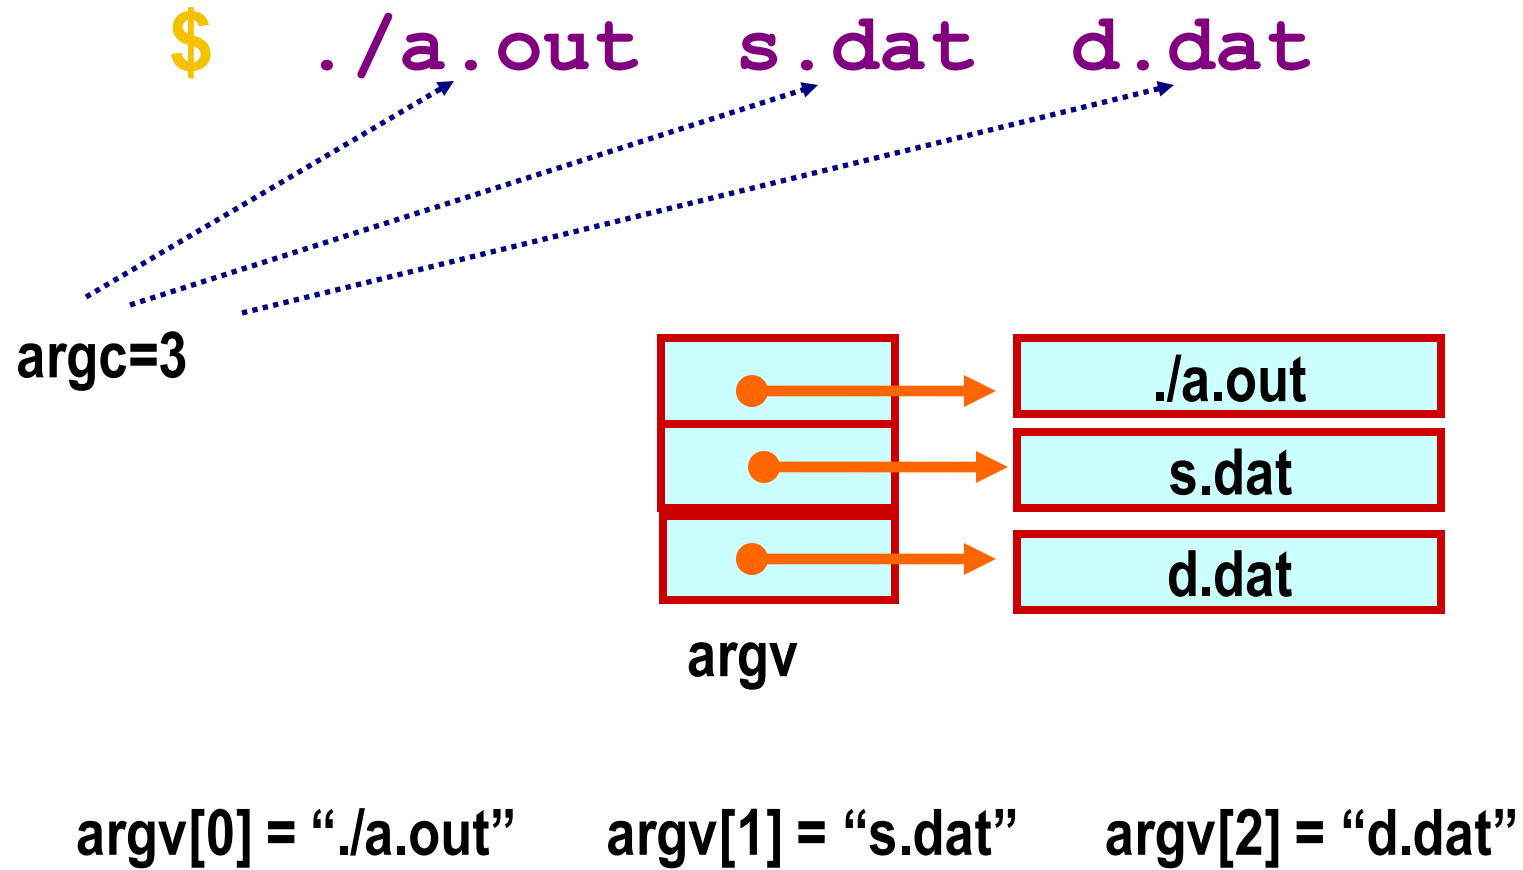 $ ./a.out s.dat d.dat
argc=3
./a.out
s.dat
d.dat
argv
argv[0] = “./a.out” argv[1] = “s.dat” argv[2] = “d.dat”